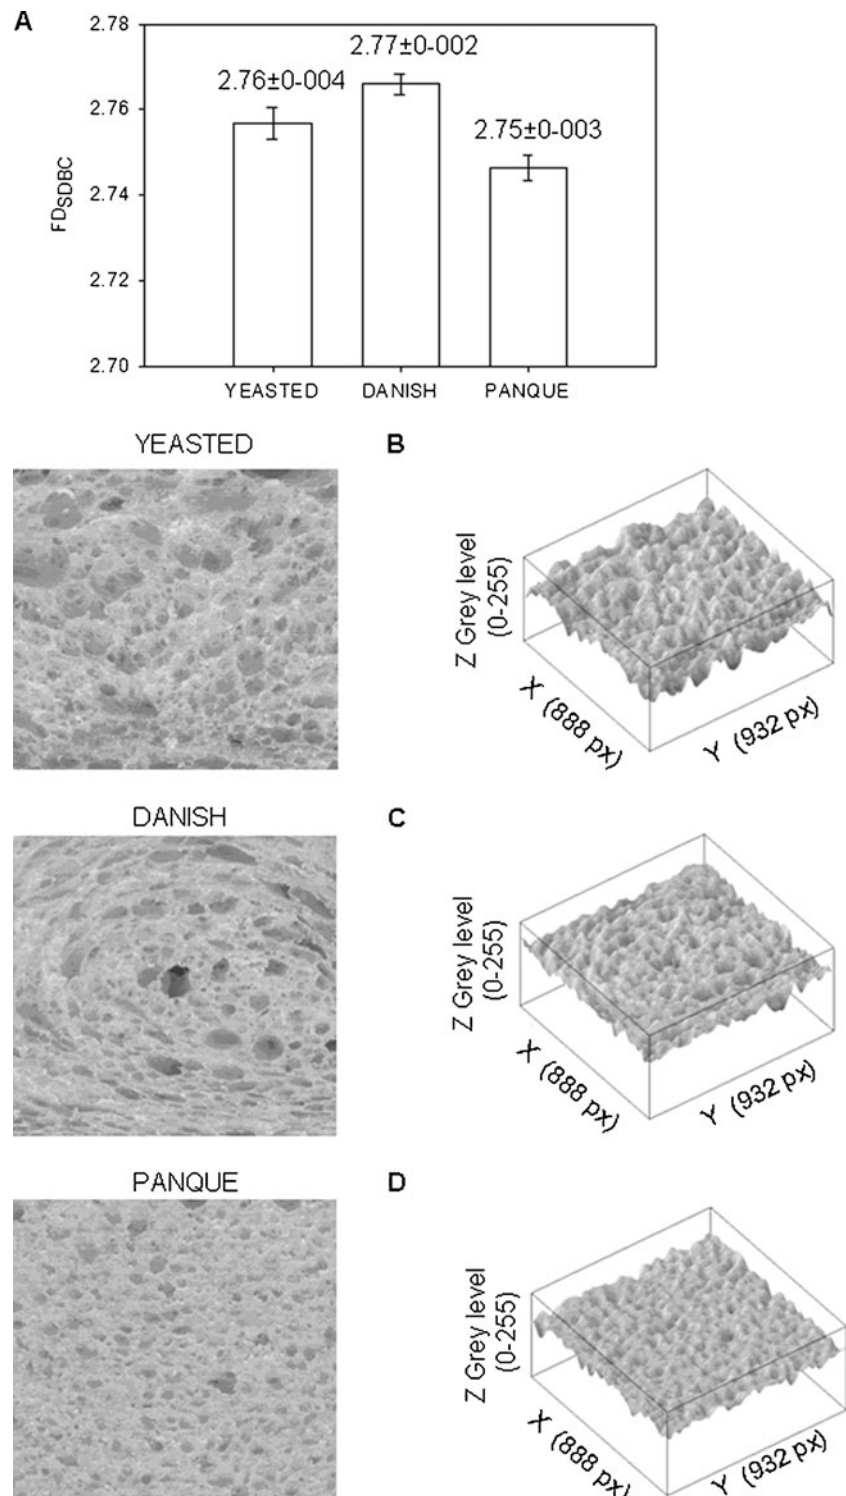 A
2.78
2.76
2.74
2.72
2.70
FDSDBC
2.76±0-004
2.77±0-002
2.75±0-003
YEASTED
DANISH
PANQUE
YEASTED
B
Z Grey level
(0-255)
X (888 px)
Y (932 px)
DANISH
C
Z Grey level
(0-255)
X (888 px)
Y (932 px)
PANQUE
D
Z Grey level
(0-255)
X (888 px)
Y (932 px)